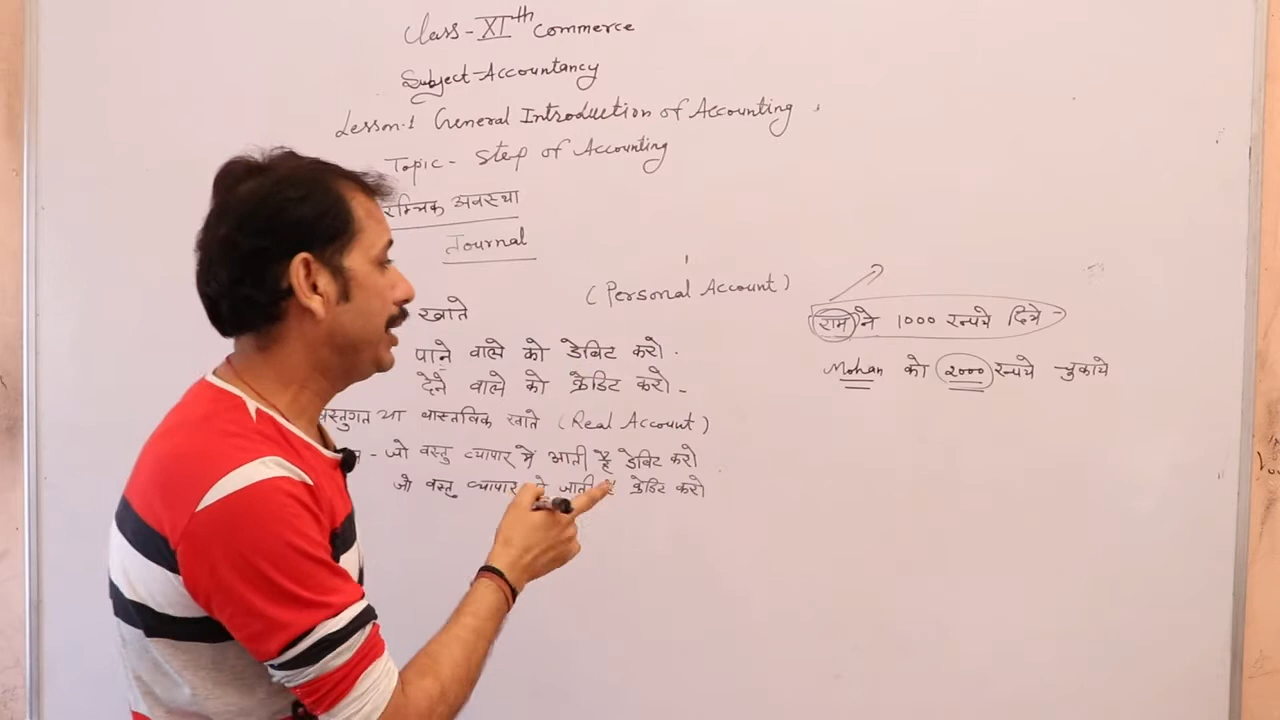 Class - XIth Commerce
Subject - Accountancy
Lesson.1 General Introduction of Accounting
Topic - Step of Accounting
रम्भिक अवस्था
Journal
खाते (Personal Account)
पाने वाले को डेबिट करो.
देने वाले को क्रेडिट करो -
वस्तुगत या वास्तविक खाते (Real Account)
- जो वस्तु व्यापार में आती है डेबिट करो
जो वस्तु व्यापार जाती है क्रेडिट करो
राम ने 1000 रूपये दिये -
Mohan को 2000 रूपये चुकाये